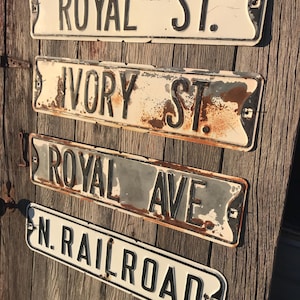 ROYAL ST.
IVORY ST.
ROYAL AVE.
N. RAILROAD